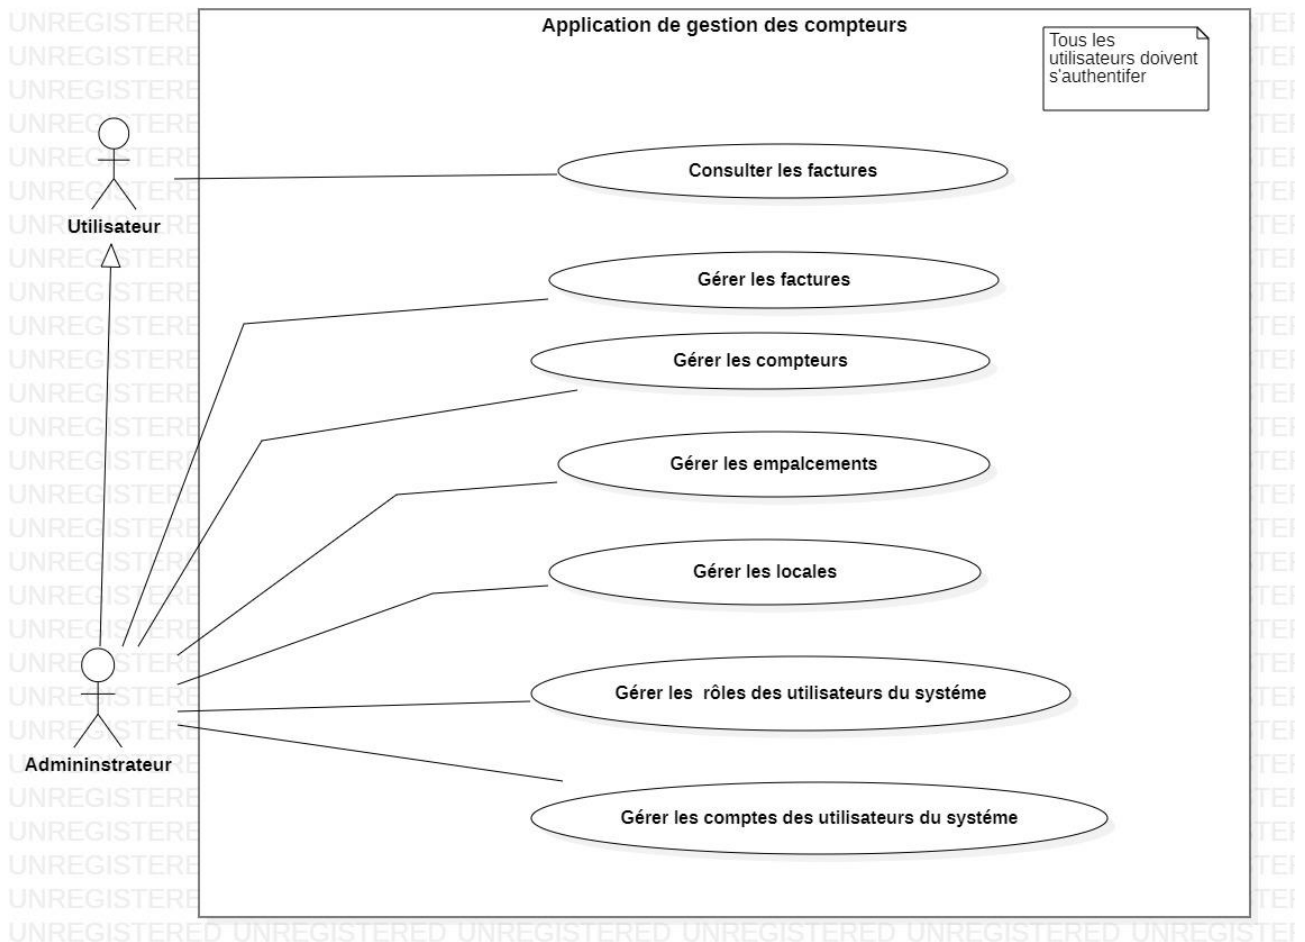 Application de gestion des compteurs
Tous les
utilisateurs doivent
s'authentifer
Consulter les factures
Utilisateur
Gérer les factures
Gérer les compteurs
Gérer les empalcements
Gérer les locales
Gérer les  rôles des utilisateurs du systéme
Admininstrateur
Gérer les comptes des utilisateurs du systéme
UNREGISTERED UNREGISTERED UNREGISTERED UNREGISTERED UNREGISTERED